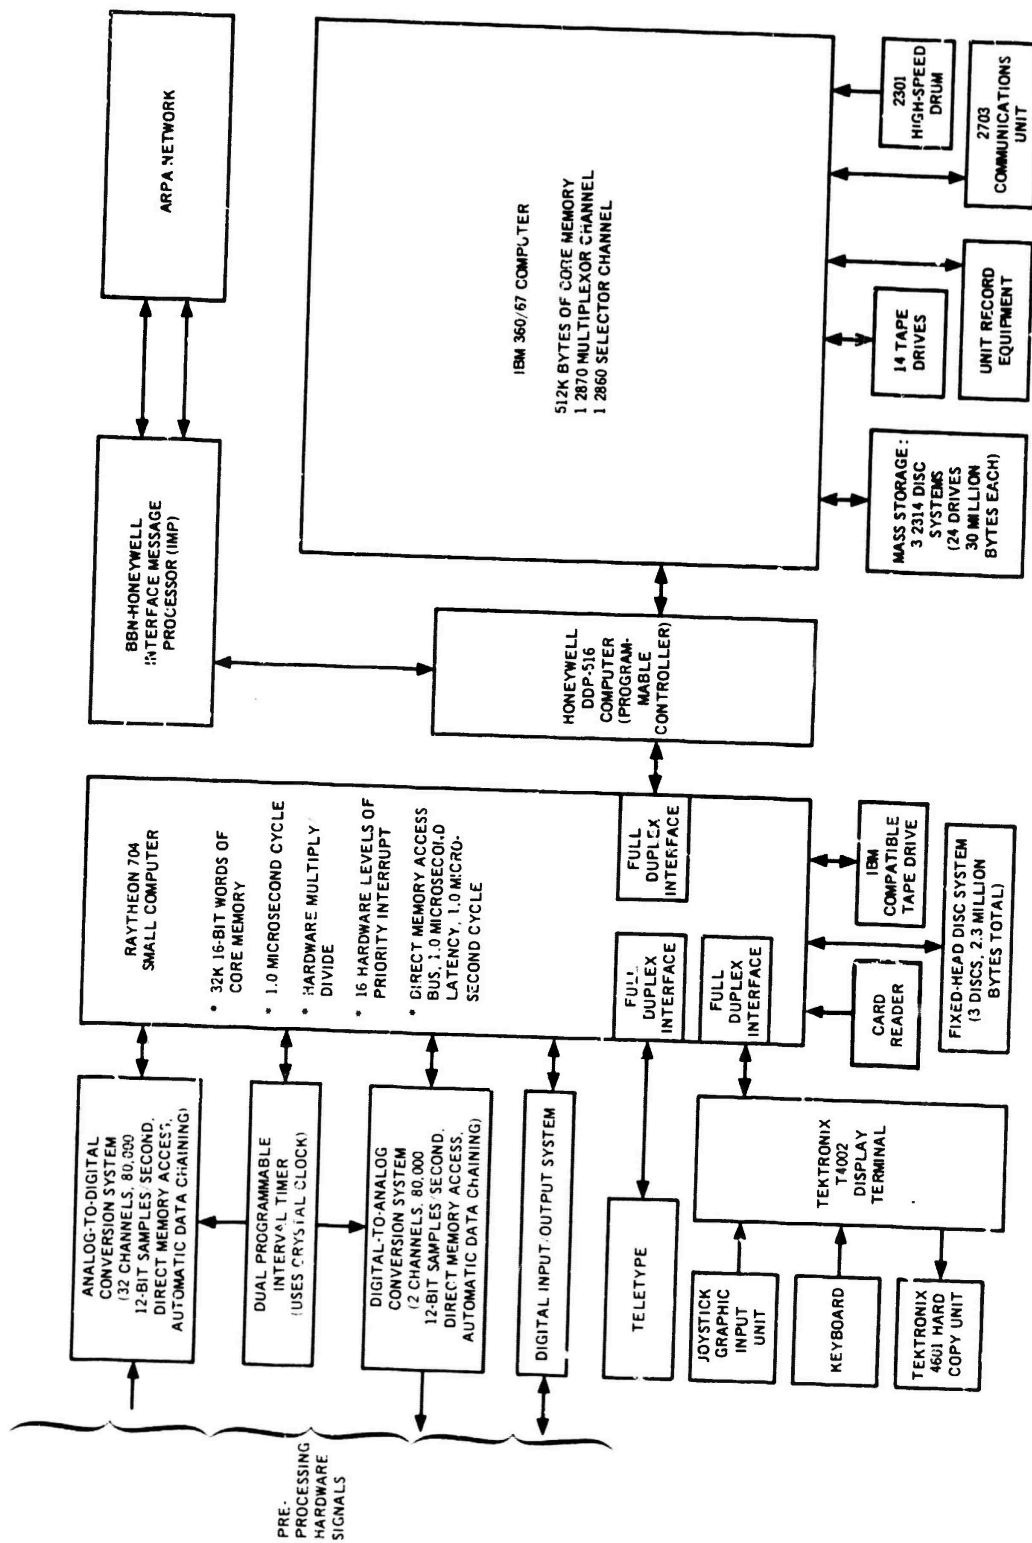 PRE-
PROCESSING
HARDWARE
SIGNALS
ANALOG-TO-DIGITAL
CONVERSION SYSTEM
(32 CHANNELS, 80,000
12-BIT SAMPLES/SECOND,
DIRECT MEMORY ACCESS,
AUTOMATIC DATA CHAINING)
DUAL PROGRAMMABLE
INTERVAL TIMER
(USES CRYSTAL CLOCK)
DIGITAL-TO-ANALOG
CONVERSION SYSTEM
(2 CHANNELS, 80,000
12-BIT SAMPLES/SECOND,
DIRECT MEMORY ACCESS,
AUTOMATIC DATA CHAINING)
DIGITAL INPUT/OUTPUT SYSTEM
TELETYPE
JOYSTICK
GRAPHIC
INPUT
UNIT
KEYBOARD
TEKTRONIX
4601 HARD
COPY UNIT
TEKTRONIX
T4002
DISPLAY
TERMINAL
RAYTHEON 704
SMALL COMPUTER
* 32K 16-BIT WORDS OF
CORE MEMORY
* 1.0 MICROSECOND CYCLE
* HARDWARE MULTIPLY/
DIVIDE
* 16 HARDWARE LEVELS OF
PRIORITY INTERRUPT
* DIRECT MEMORY ACCESS
BUS, 1.0 MICROSECOND
LATENCY, 1.0 MICRO-
SECOND CYCLE
FULL
DUPLEX
INTERFACE
FULL
DUPLEX
INTERFACE
FULL
DUPLEX
INTERFACE
CARD
READER
FIXED-HEAD DISC SYSTEM
(3 DISCS, 2.3 MILLION
BYTES TOTAL)
IBM
COMPATIBLE
TAPE DRIVE
BBN-HONEYWELL
INTERFACE MESSAGE
PROCESSOR (IMP)
ARPA NETWORK
HONEYWELL
DDP-516
COMPUTER
(PROGRAM-
MABLE
CONTROLLER)
IBM 360/67 COMPUTER
512K BYTES OF CORE MEMORY
1 2870 MULTIPLEXOR CHANNEL
1 2860 SELECTOR CHANNEL
MASS STORAGE:
3 2314 DISC
SYSTEMS
(24 DRIVES
30 MILLION
BYTES EACH)
14 TAPE
DRIVES
UNIT RECORD
EQUIPMENT
2301
HIGH-SPEED
DRUM
2703
COMMUNICATIONS
UNIT